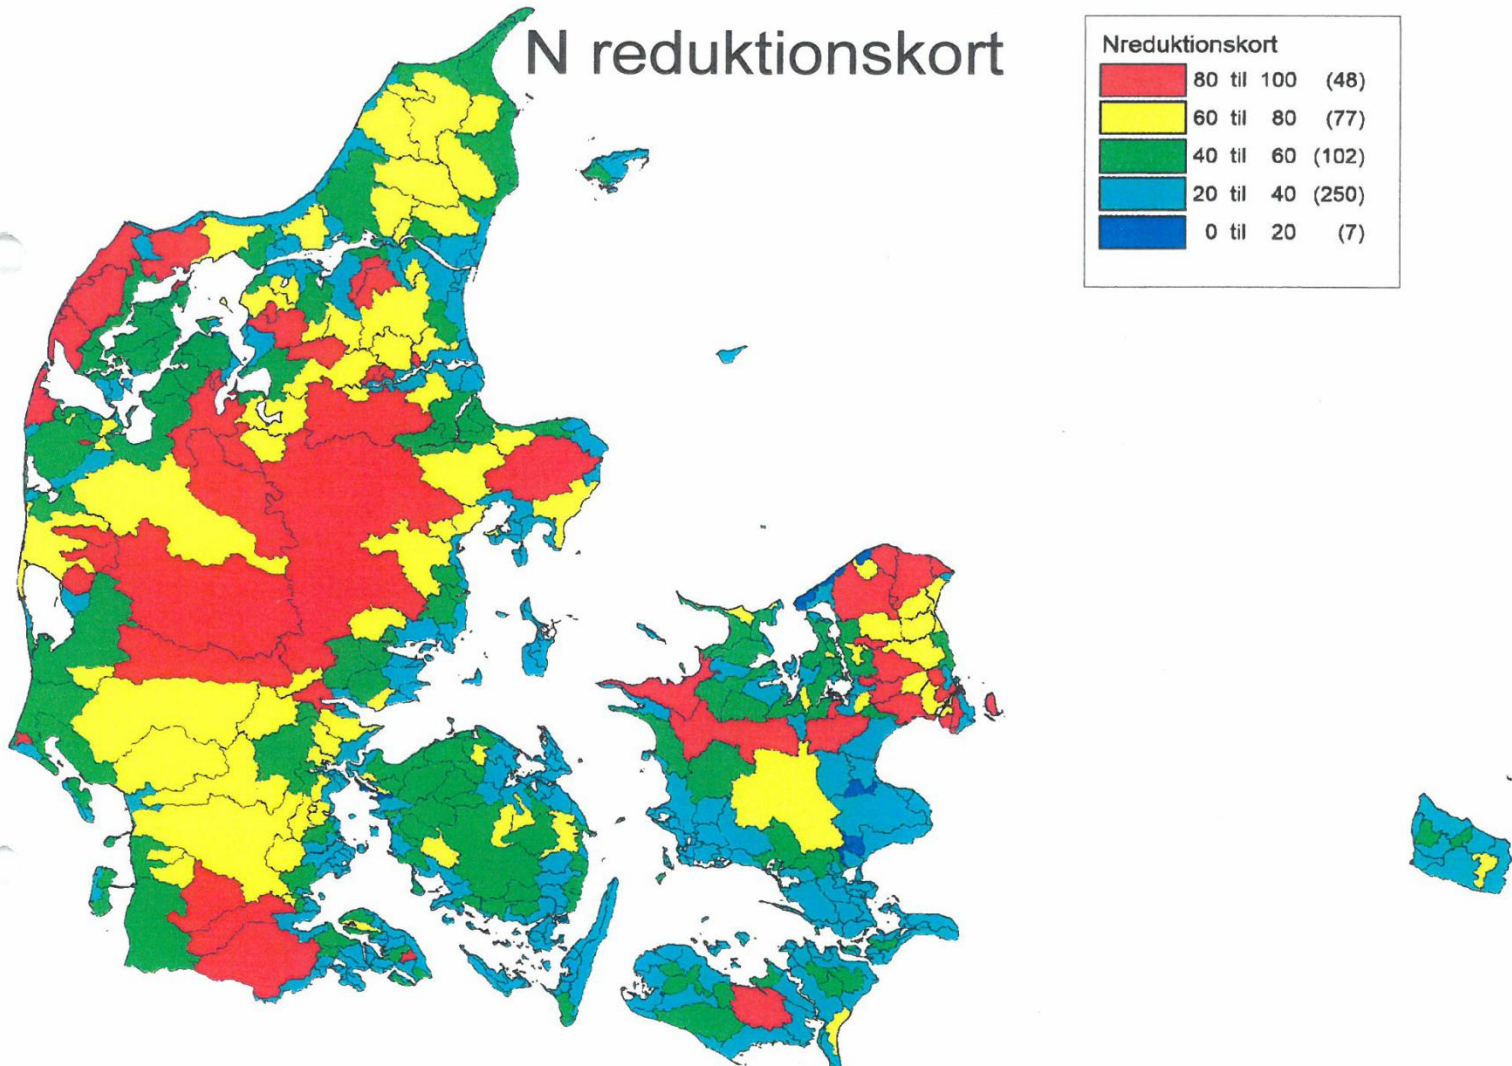 N reduktionskort
Nreduktionskort
80 til 100 (48)
60 til 80 (77)
40 til 60 (102)
20 til 40 (250)
0 til 20 (7)